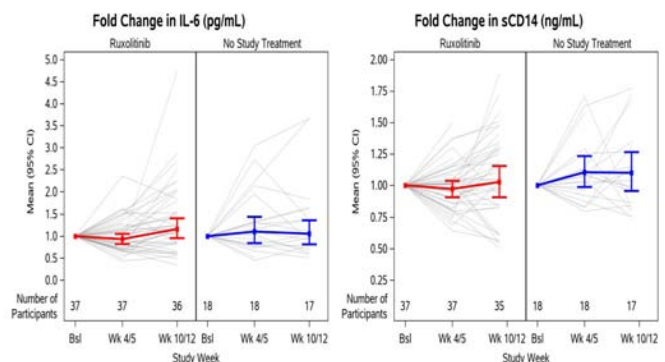 Fold Change in IL-6 (pg/mL)
Ruxolitinib
No Study Treatment
Mean (95% CI)
5.0
4.5
4.0
3.5
3.0
2.5
2.0
1.5
1.0
0.5
0.0
Number of
Participants
37
37
36
18
18
17
Bsl
Wk 4/5
Wk 10/12
Bsl
Wk 4/5
Wk 10/12
Study Week
Fold Change in sCD14 (ng/mL)
Ruxolitinib
No Study Treatment
Mean (95% CI)
2.00
1.75
1.50
1.25
1.00
0.75
0.50
0.25
Number of
Participants
37
37
35
18
18
17
Bsl
Wk 4/5
Wk 10/12
Bsl
Wk 4/5
Wk 10/12
Study Week